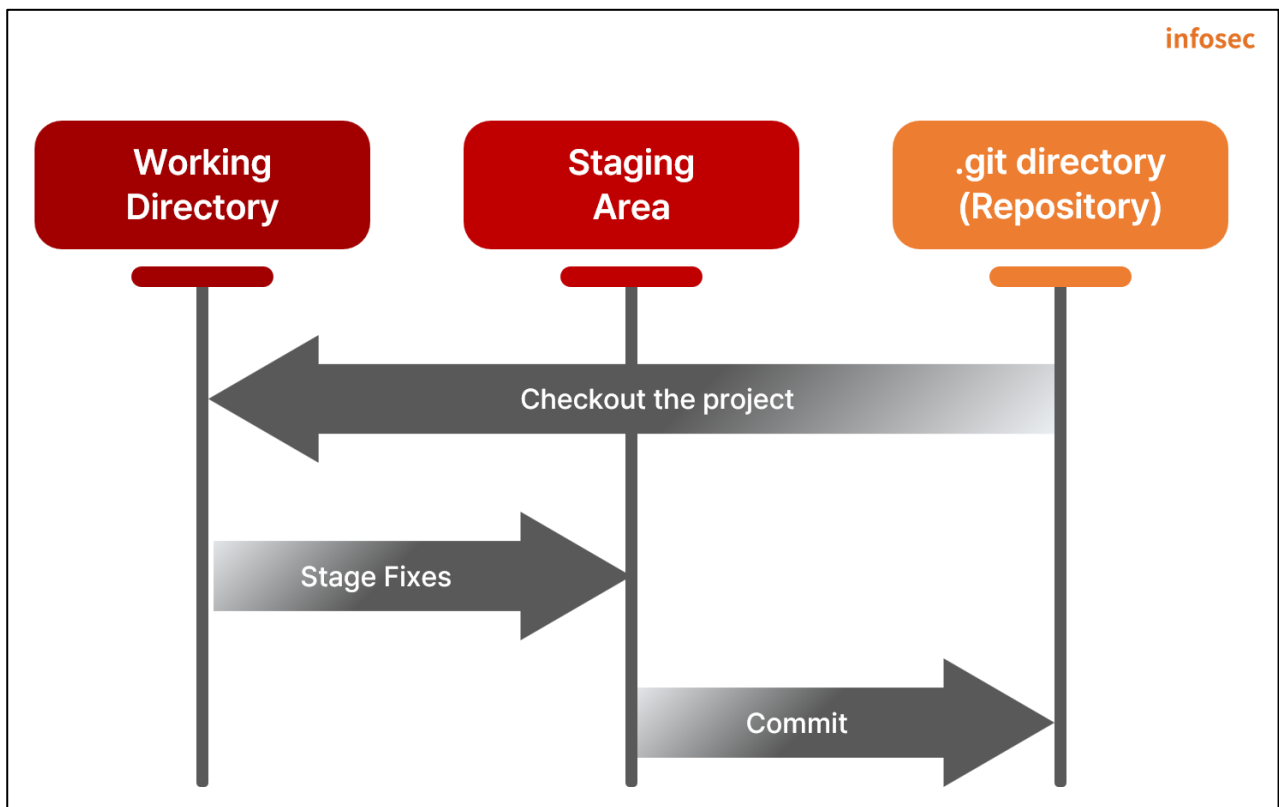 infosec
Working
Directory
Staging
Area
.git directory
(Repository)
Checkout the project
Stage Fixes
Commit